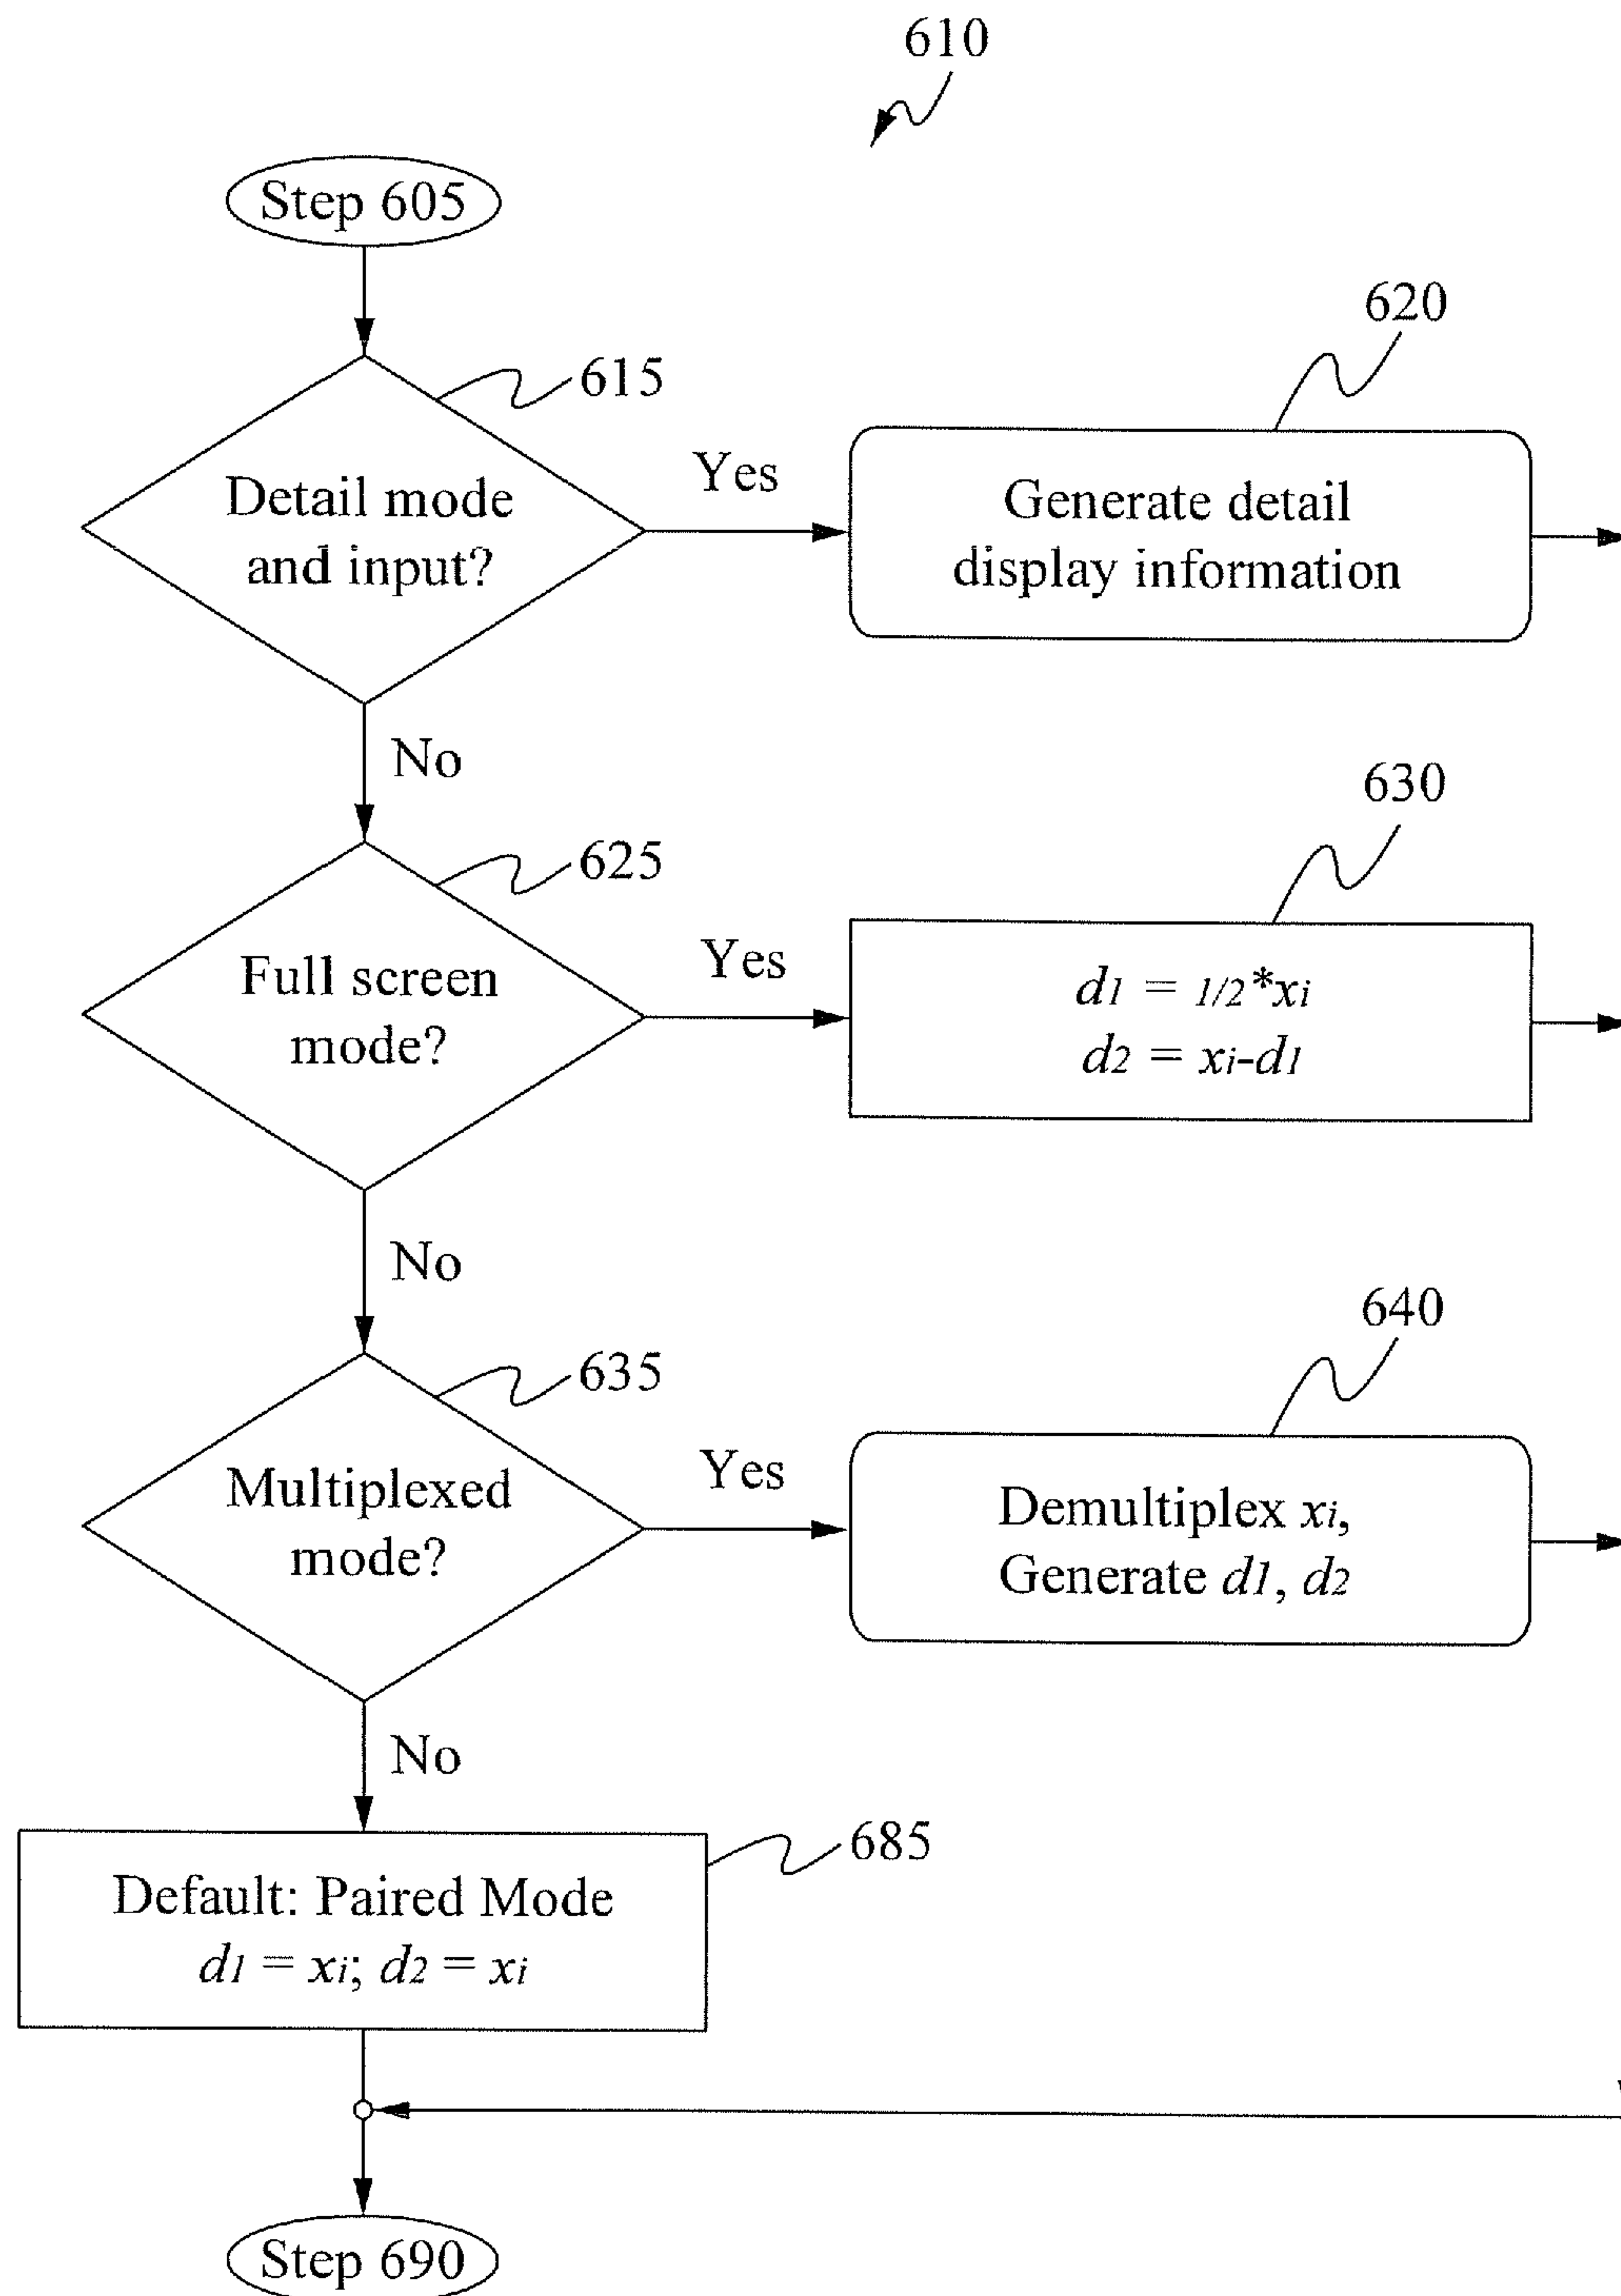 610
Step 605
615
620
Detail mode
and input?
Yes
Generate detail
display information
No
625
630
Full screen
mode?
Yes
d1 = 1/2*xi
d2 = xi-d1
No
635
640
Multiplexed
mode?
Yes
Demultiplex xi,
Generate d1, d2
No
685
Default: Paired Mode
d1 = xi; d2 = xi
Step 690